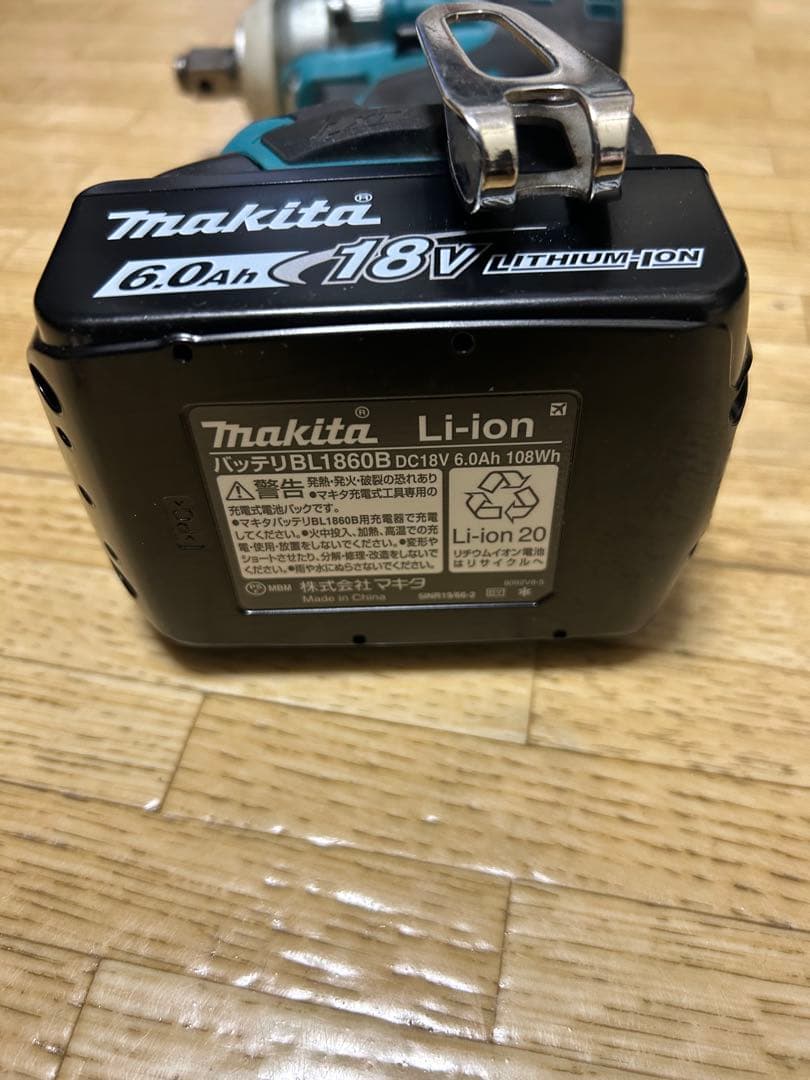 makita®
6.0Ah 18V LITHIUM-ION
makita® Li-ion
バッテリBL1860B DC18V 6.0Ah 108Wh
警告 発熱・発火・破裂の恐れあり
●マキタ充電式工具専用の
充電式電池パックです。
●マキタバッテリBL1860B用充電器で充電
してください。●火中投入、加熱、高温での充
電・使用・放置をしないでください。●変形や
ショートさせたり、分解・修理・改造をしないで
ください。●雨や水にぬらさないでください。
Li-ion 20
リチウムイオン電池
はリサイクルへ
MBM 株式会社 マキタ
Made in China 5INR19/66-2